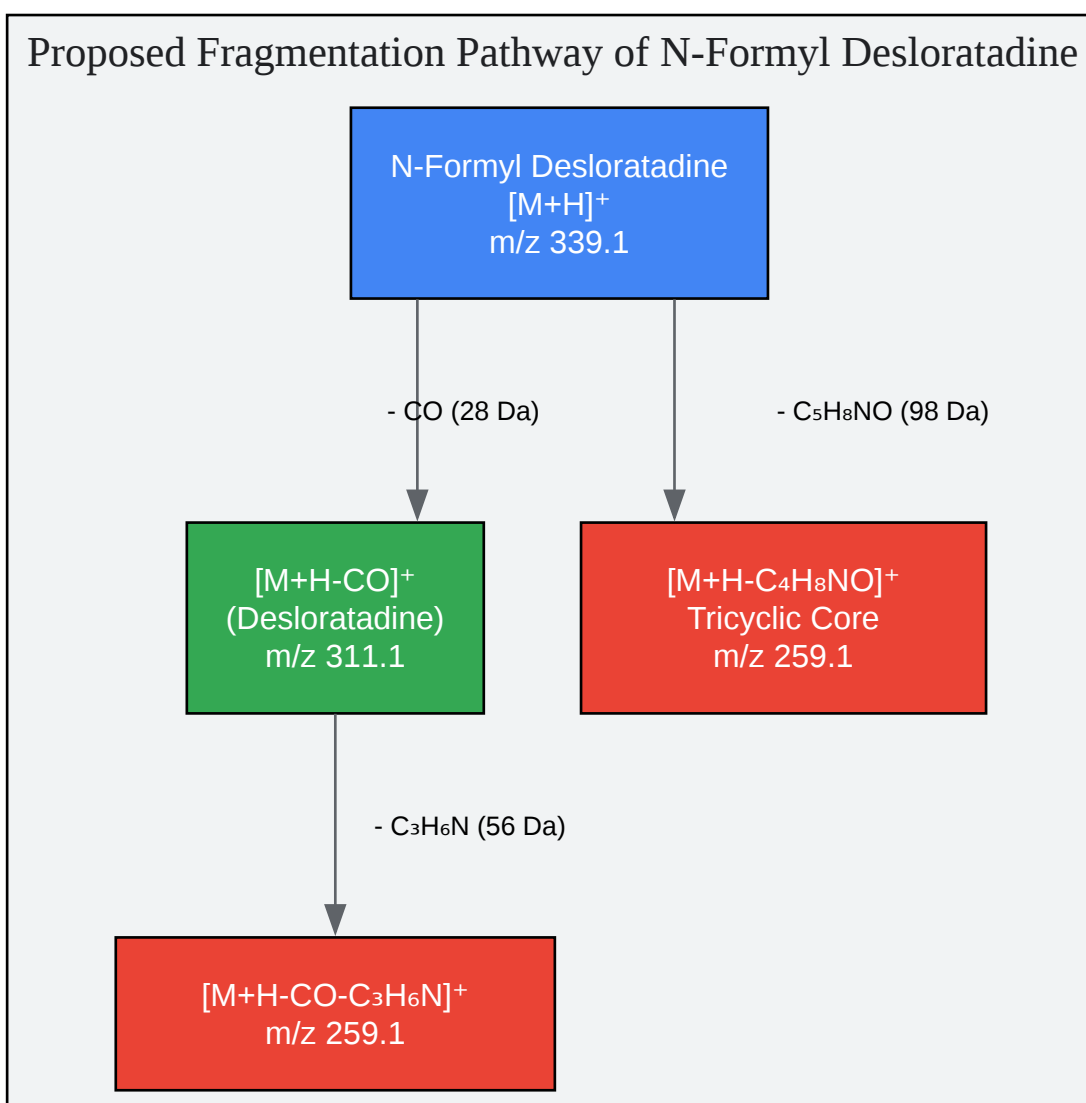 Proposed Fragmentation Pathway of N-Formyl Desloratadine
N-Formyl Desloratadine
[M+H]⁺
m/z 339.1
- CO (28 Da)
- C₅H₈NO (98 Da)
[M+H-CO]⁺
(Desloratadine)
m/z 311.1
[M+H-C₄H₈NO]⁺
Tricyclic Core
m/z 259.1
- C₃H₆N (56 Da)
[M+H-CO-C₃H₆N]⁺
m/z 259.1